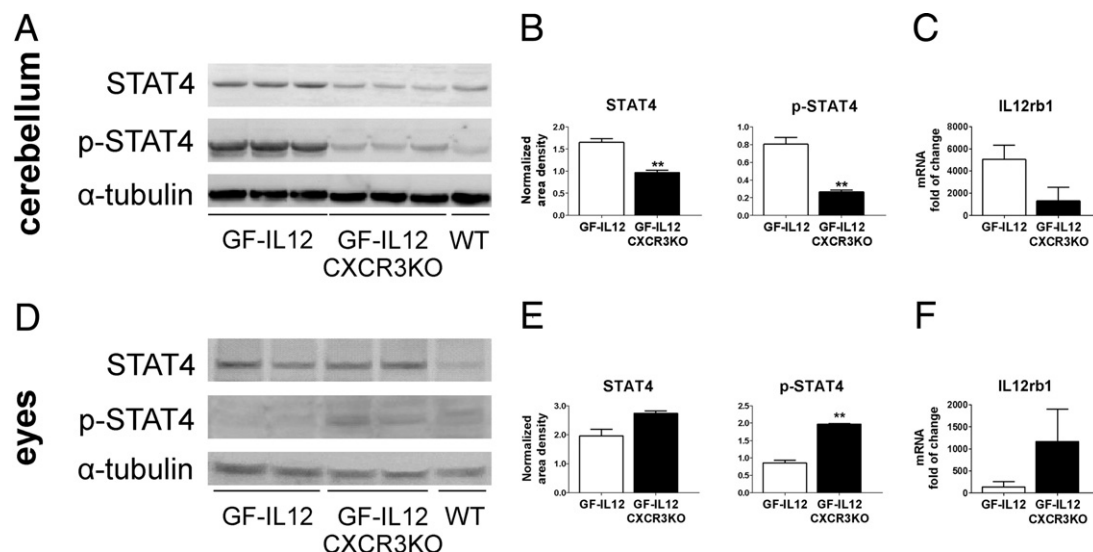 A
cerebellum
STAT4
p-STAT4
α-tubulin
GF-IL12
GF-IL12
CXCR3KO
WT
B
STAT4
Normalized
area density
2.0
1.5
1.0
0.5
0.0
**
GF-IL12
GF-IL12
CXCR3KO
p-STAT4
1.0
0.8
0.6
0.4
0.2
0.0
**
GF-IL12
GF-IL12
CXCR3KO
C
IL12rb1
mRNA
fold of change
8000
6000
4000
2000
0
GF-IL12
GF-IL12
CXCR3KO
D
eyes
STAT4
p-STAT4
α-tubulin
GF-IL12
GF-IL12
CXCR3KO
WT
E
STAT4
Normalized
area density
3.0
2.0
1.0
0.0
GF-IL12
GF-IL12
CXCR3KO
p-STAT4
2.5
2.0
1.5
1.0
0.5
0.0
**
GF-IL12
GF-IL12
CXCR3KO
F
IL12rb1
mRNA
fold of change
2000
1500
1000
500
0
GF-IL12
GF-IL12
CXCR3KO